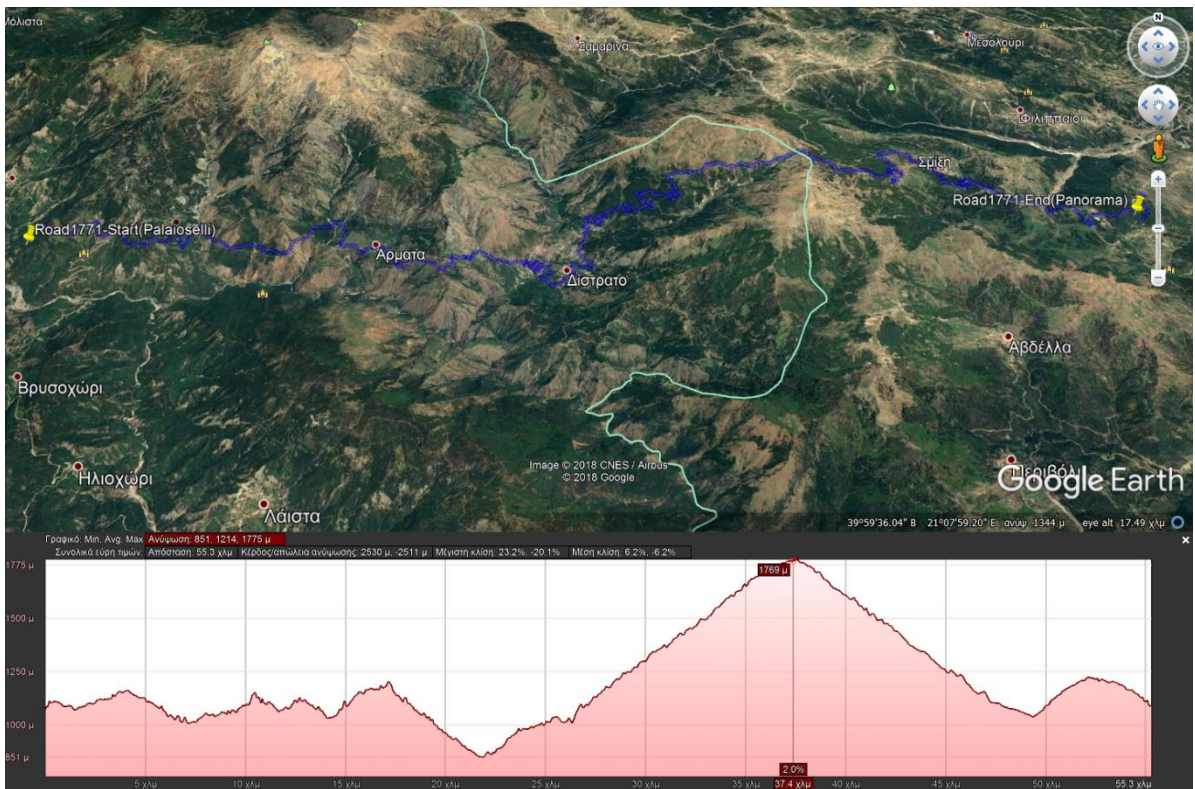 Μόλιστα
Σαμαρίνα
Μεσολούρι
N
Φιλιππαίοι
Σμίξη
Road1771-Start(Palaioselli)
Road1771-End(Panorama)
Άρματα
Δίστρατο
Αβδέλλα
Βρυσοχώρι
Ηλιοχώρι
Περιβόλι
Λάιστα
Image © 2018 CNES / Airbus
© 2018 Google
Google Earth
39°59'36.04" Β 21°07'59.20" Ε ανύψ 1344 μ eye alt 17.49 χλμ
Γραφικό: Min, Avg, Max Ανύψωση: 851, 1214, 1775 μ
Συνολικά εύρη τιμών: Απόσταση: 55.3 χλμ Κέρδος/απώλεια ανύψωσης: 2530 μ, -2511 μ Μέγιστη κλίση: 23.2%, -20.1% Μέση κλίση: 6.2%, -6.2%
1775 μ
1769 μ
1500 μ
1250 μ
1000 μ
851 μ
2.0%
5 χλμ 10 χλμ 15 χλμ 20 χλμ 25 χλμ 30 χλμ 35 χλμ 37.4 χλμ 40 χλμ 45 χλμ 50 χλμ 55.3 χλμ